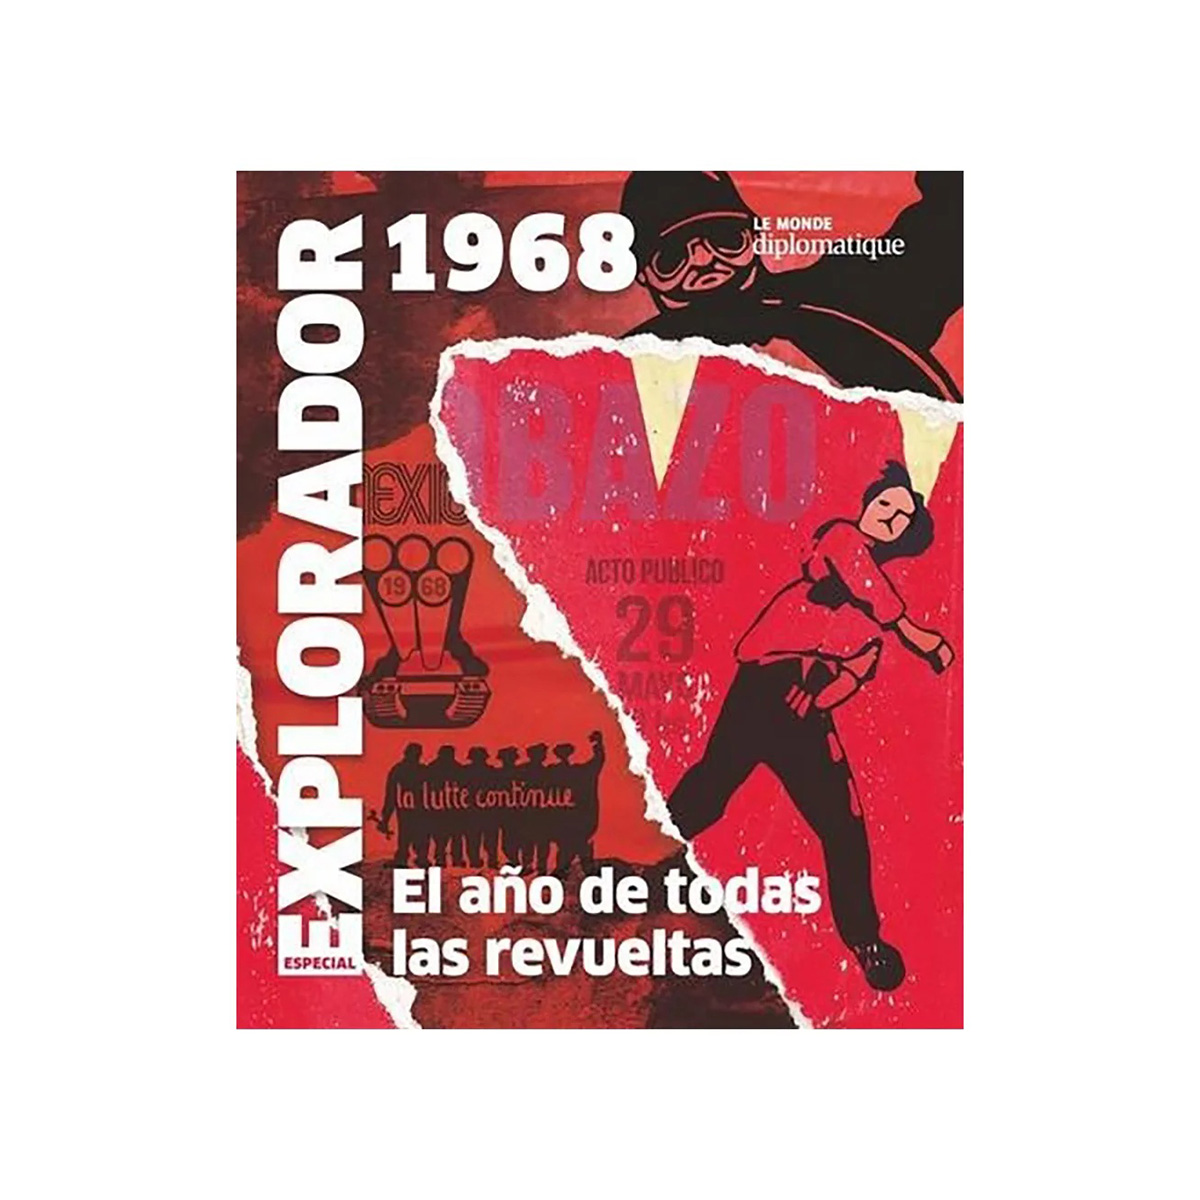 EXPLORADOR
ESPECIAL
1968
LE MONDE
diplomatique
BAZO
MEXICO
1968
ACTO PUBLICO
29
MAYO
la lutte continue
El año de todas
las revueltas